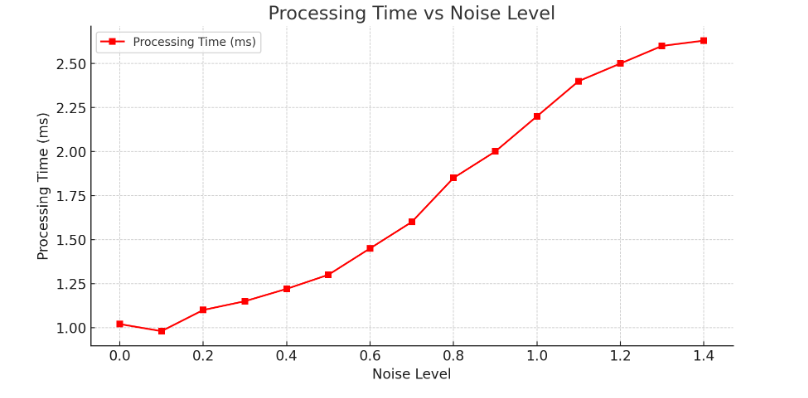 Processing Time vs Noise Level
Processing Time (ms)
Processing Time (ms)
2.50
2.25
2.00
1.75
1.50
1.25
1.00
0.0 0.2 0.4 0.6 0.8 1.0 1.2 1.4
Noise Level